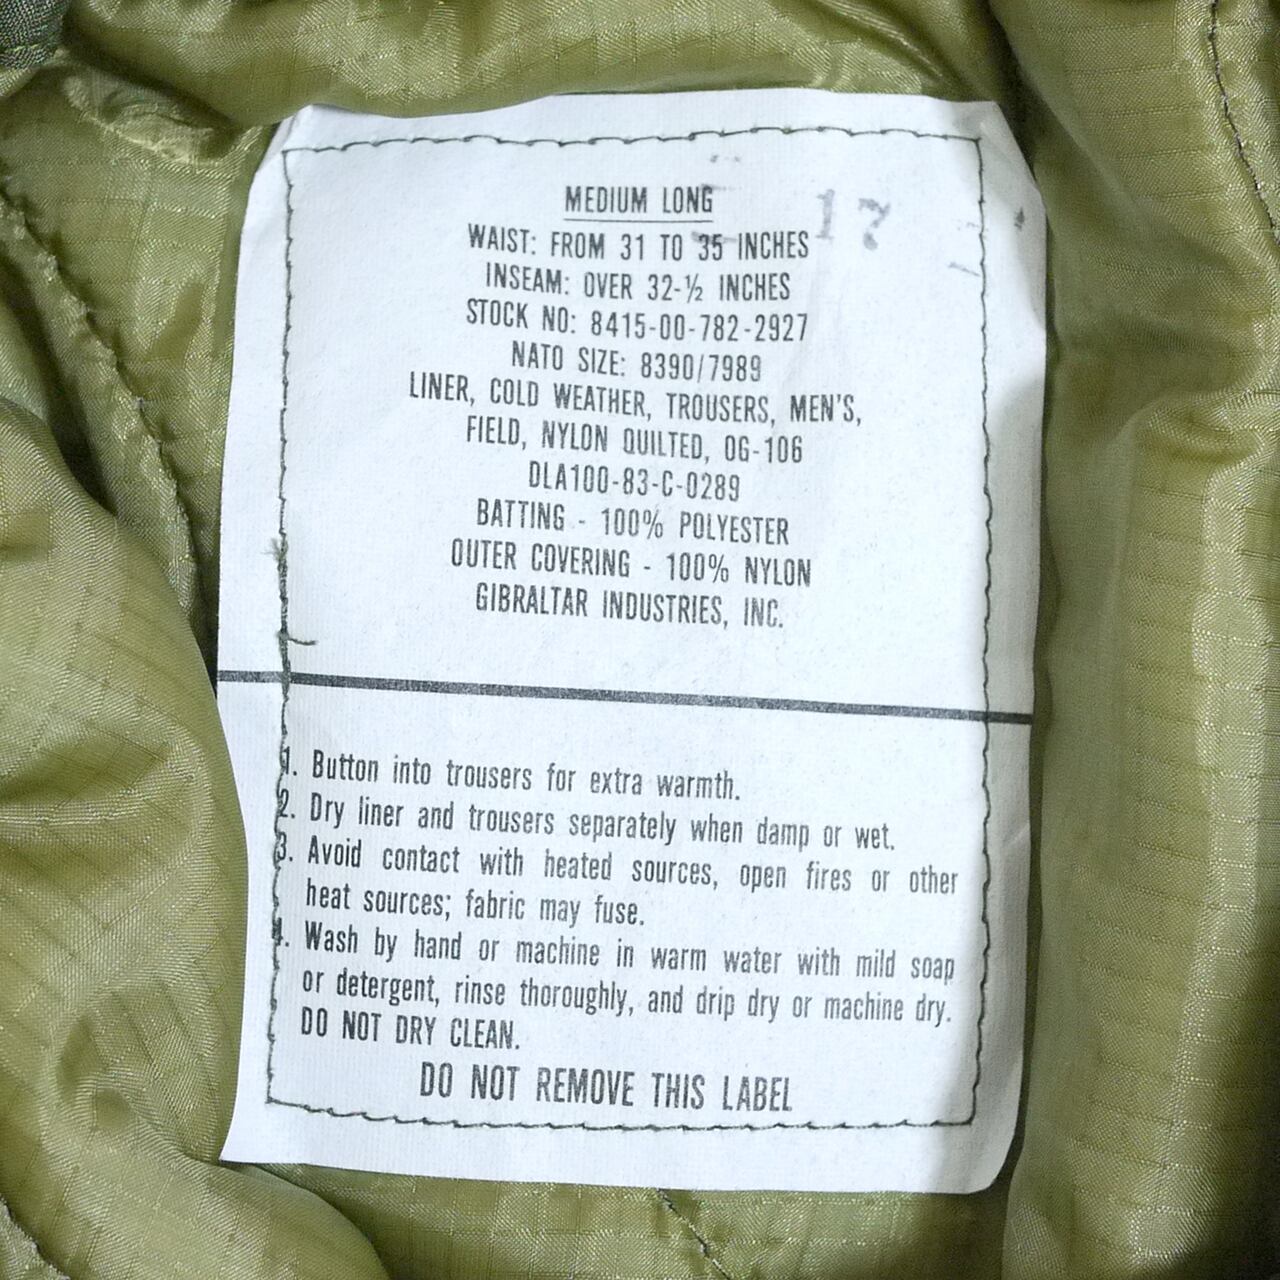 MEDIUM LONG
17
WAIST: FROM 31 TO 35 INCHES
INSEAM: OVER 32-½ INCHES
STOCK NO: 8415-00-782-2927
NATO SIZE: 8390/7989
LINER, COLD WEATHER, TROUSERS, MEN'S,
FIELD, NYLON QUILTED, OG-106
DLA100-83-C-0289
BATTING - 100% POLYESTER
OUTER COVERING - 100% NYLON
GIBRALTAR INDUSTRIES, INC.
1. Button into trousers for extra warmth.
2. Dry liner and trousers separately when damp or wet.
3. Avoid contact with heated sources, open fires or other
heat sources; fabric may fuse.
4. Wash by hand or machine in warm water with mild soap
or detergent, rinse thoroughly, and drip dry or machine dry.
DO NOT DRY CLEAN.
DO NOT REMOVE THIS LABEL